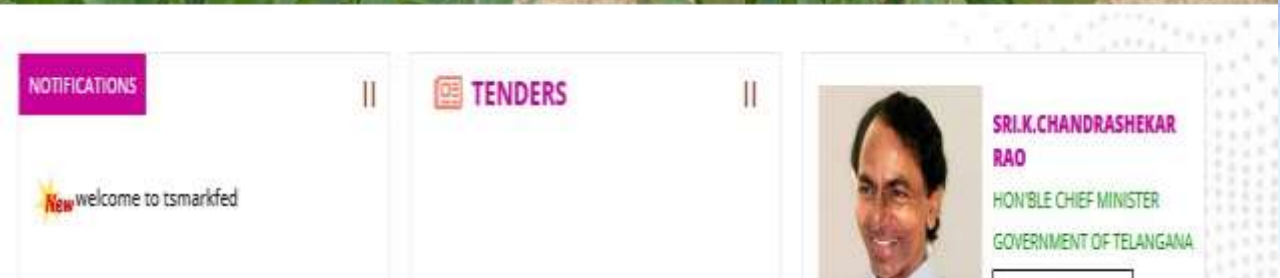 NOTIFICATIONS
New welcome to tsmarkfed
TENDERS
SRI.K.CHANDRASHEKAR
RAO
HON'BLE CHIEF MINISTER
GOVERNMENT OF TELANGANA